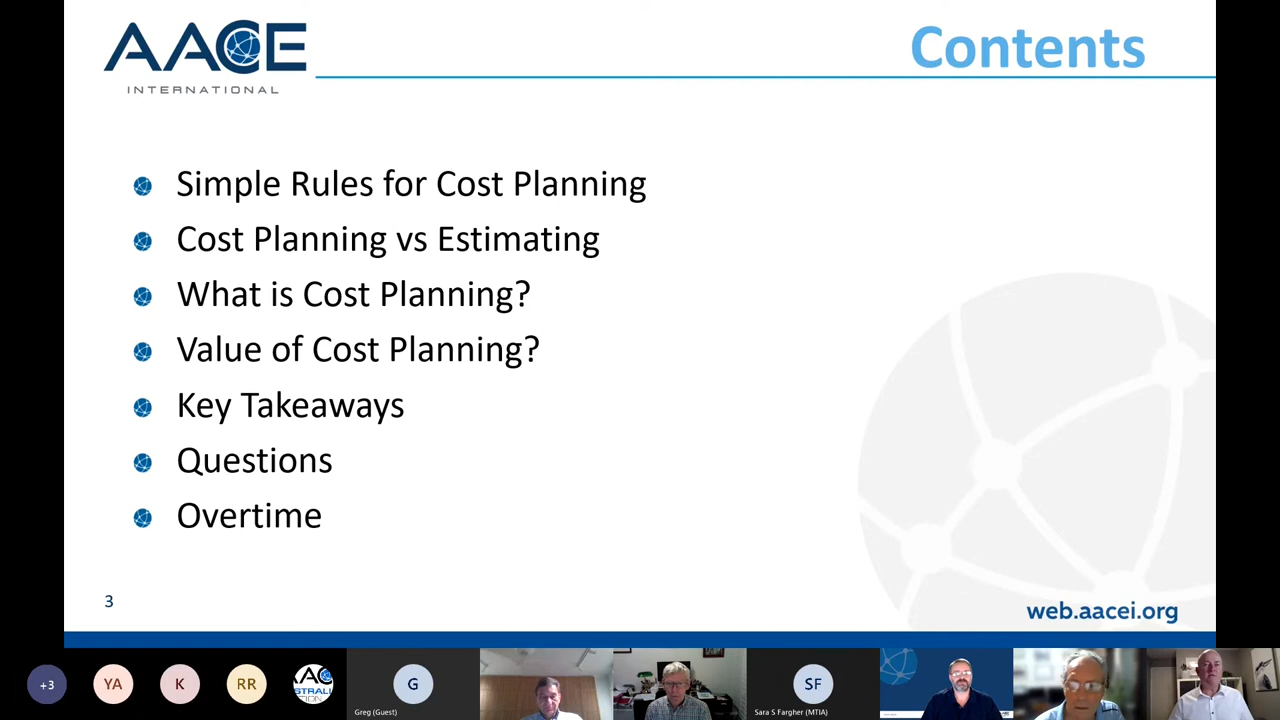 AACE
INTERNATIONAL
Contents
Simple Rules for Cost Planning
Cost Planning vs Estimating
What is Cost Planning?
Value of Cost Planning?
Key Takeaways
Questions
Overtime
3
web.aacei.org
+3
YA
K
RR
G
SF
Greg (Guest)
Sara S Fargher (MTIA)